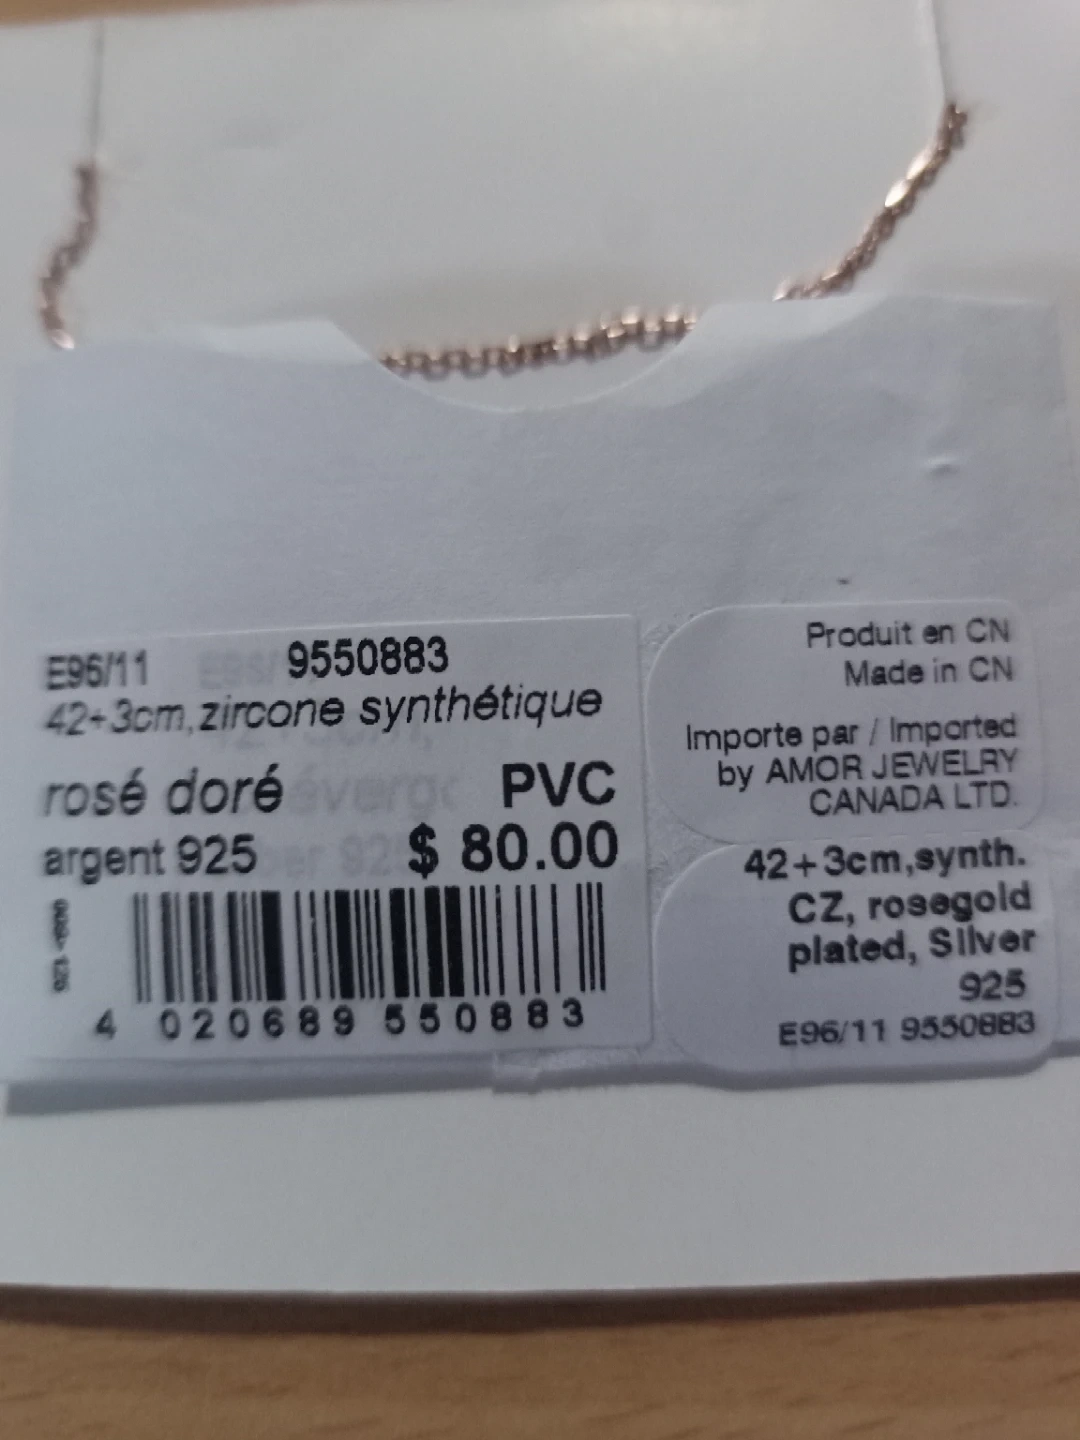 E96/11 9550883
42+3cm, zircone synthétique
rosé doré PVC
argent 925 $ 80.00
4 020689 550883
Produit en CN
Made in CN
Importe par / Imported
by AMOR JEWELRY
CANADA LTD.
42+3cm,synth.
CZ, rosegold
plated, Silver
925
E96/11 9550883